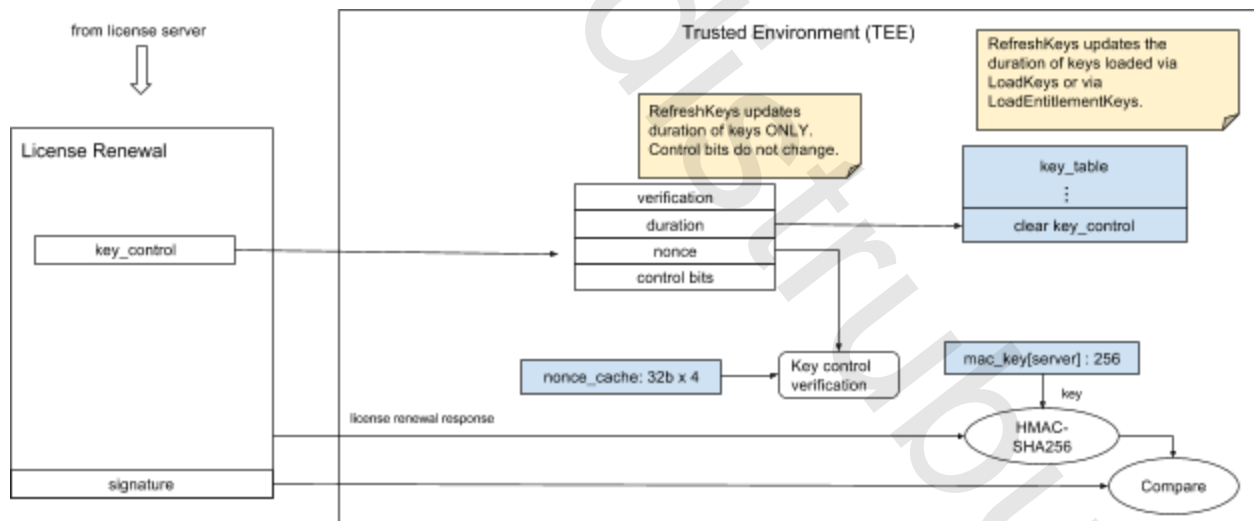 from license server
Trusted Environment (TEE)
RefreshKeys updates the
duration of keys loaded via
LoadKeys or via
LoadEntitlementKeys.
RefreshKeys updates
duration of keys ONLY.
Control bits do not change.
License Renewal
key_table
verification
duration
clear key_control
key_control
nonce
control bits
mac_key[server] : 256
nonce_cache: 32b x 4
Key control
verification
key
license renewal response
HMAC-
SHA256
signature
Compare